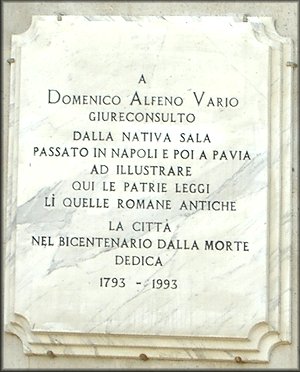 A
DOMENICO ALFENO VARIO
GIURECONSULTO
DALLA NATIVA SALA
PASSATO IN NAPOLI E POI A PAVIA
AD ILLUSTRARE
QUI LE PATRIE LEGGI
LÌ QUELLE ROMANE ANTICHE
LA CITTÀ
NEL BICENTENARIO DALLA MORTE
DEDICA
1793 - 1993